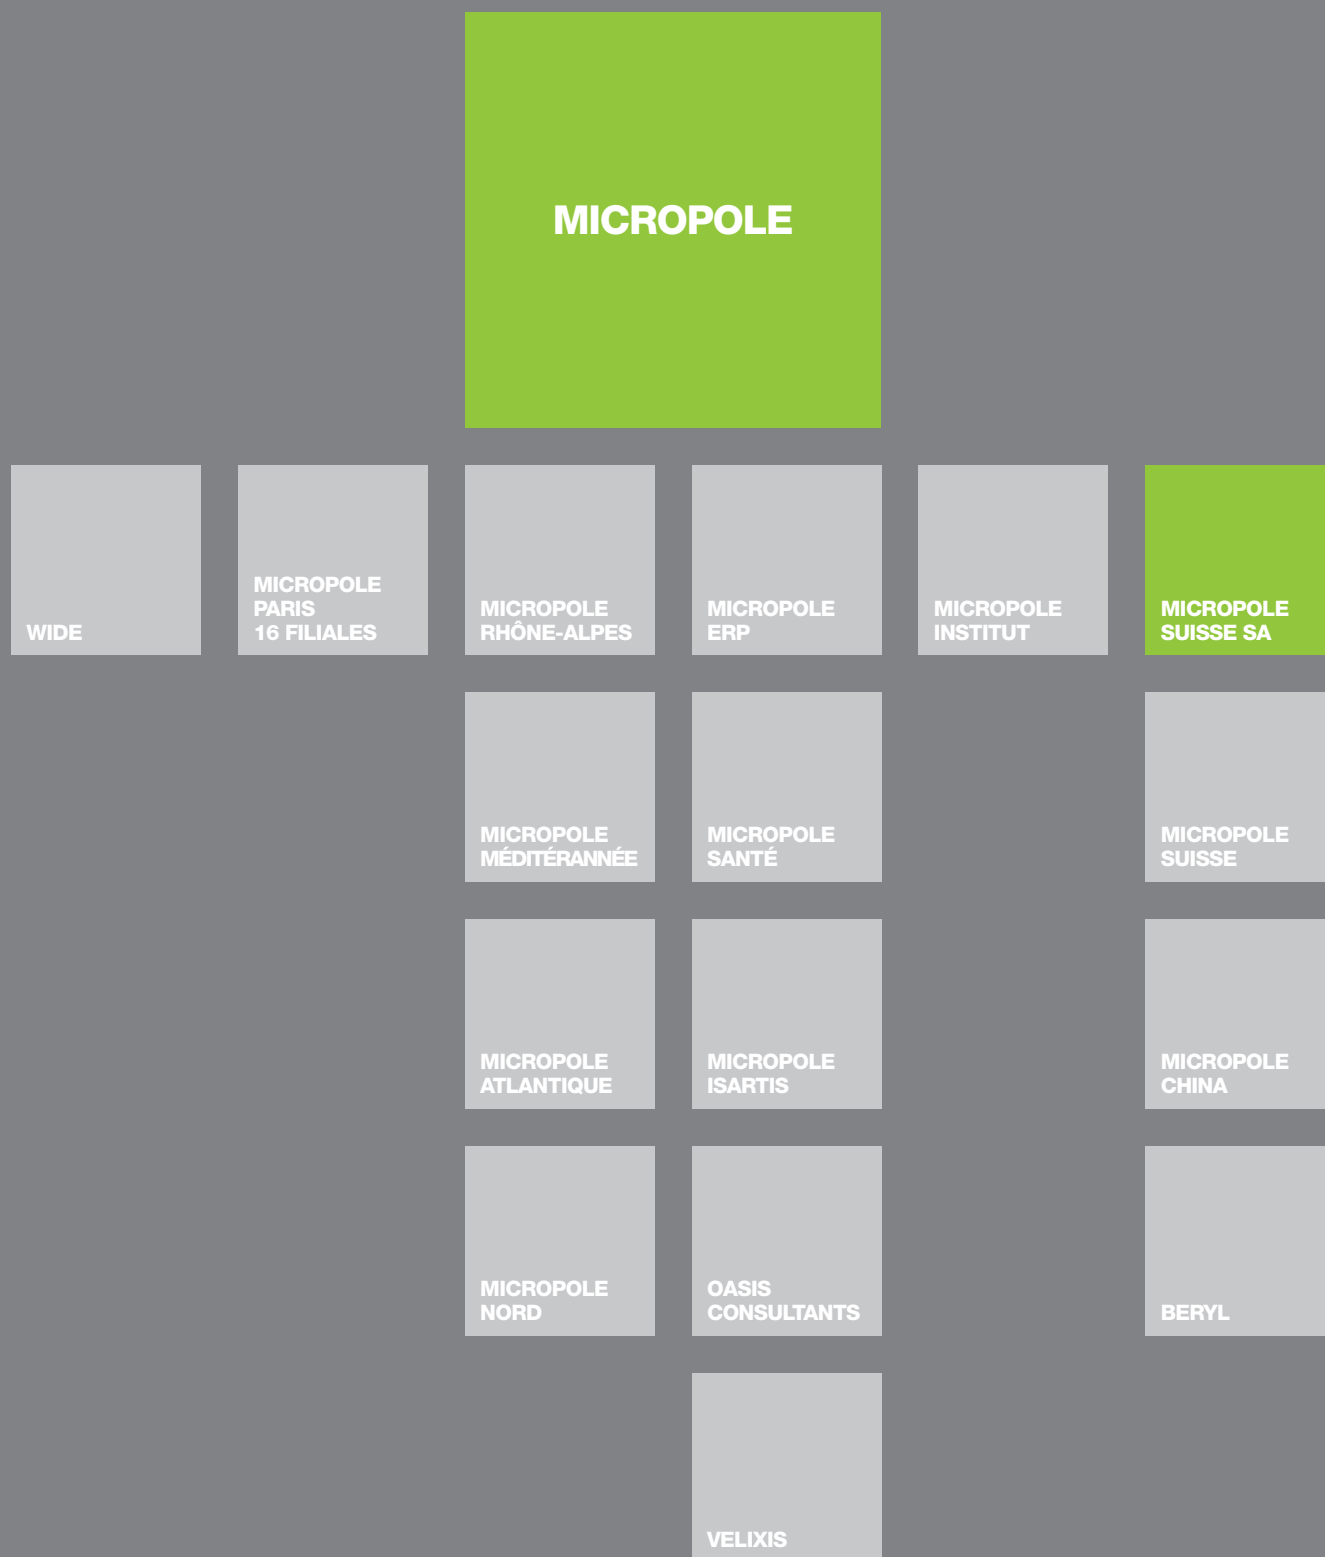 MICROPOLE
WIDE
MICROPOLE
PARIS
16 FILIALES
MICROPOLE
RHÔNE-ALPES
MICROPOLE
ERP
MICROPOLE
INSTITUT
MICROPOLE
SUISSE SA
MICROPOLE
MÉDITÉRANNÉE
MICROPOLE
SANTÉ
MICROPOLE
SUISSE
MICROPOLE
ATLANTIQUE
MICROPOLE
ISARTIS
MICROPOLE
CHINA
MICROPOLE
NORD
OASIS
CONSULTANTS
BERYL
VELIXIS